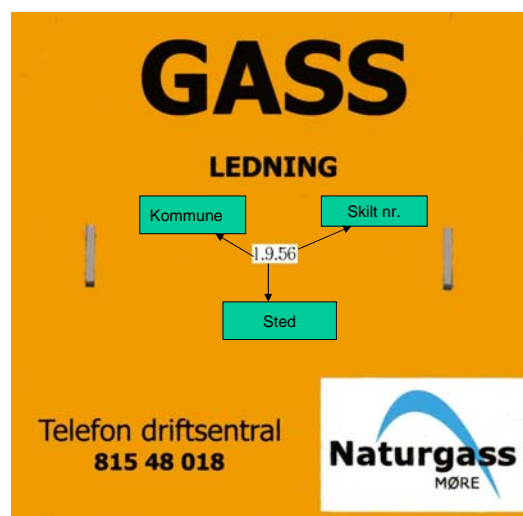 GASS
LEDNING
Kommune
Skilt nr.
1.9.56
Sted
Telefon driftsentral
815 48 018
Naturgass
MØRE